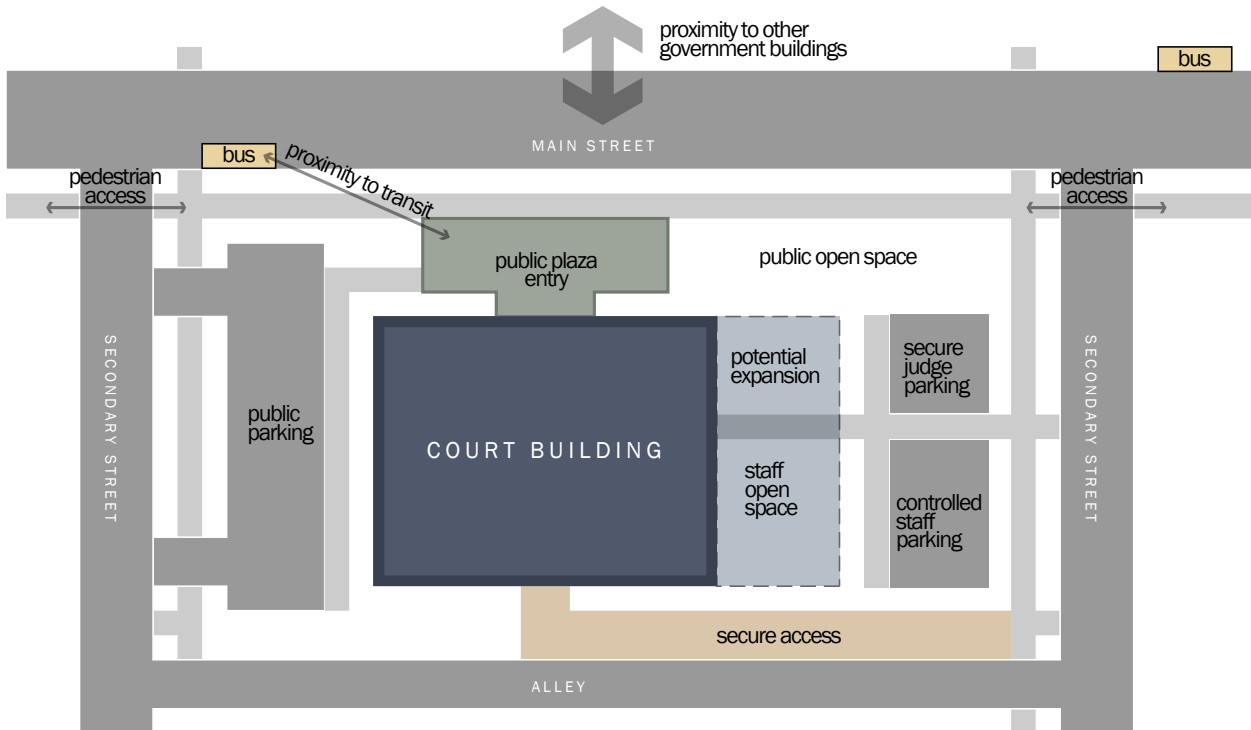 proximity to other
government buildings
bus
MAIN STREET
bus
proximity to transit
pedestrian
access
pedestrian
access
public plaza
entry
public open space
SECONDARY STREET
public
parking
COURT BUILDING
potential
expansion
staff
open
space
secure
judge
parking
controlled
staff
parking
SECONDARY STREET
secure access
ALLEY